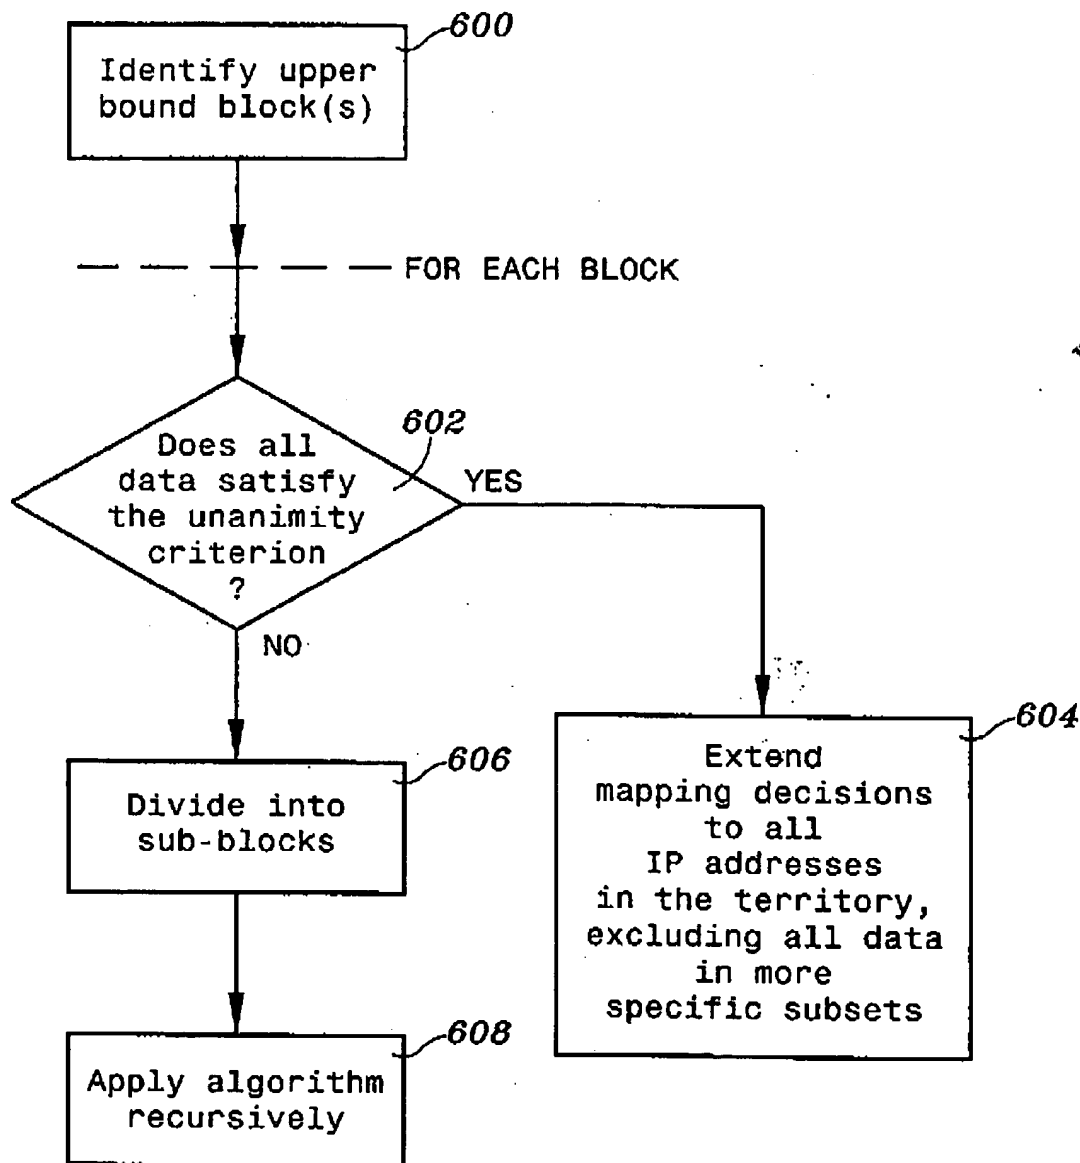 600
Identify upper
bound block(s)
FOR EACH BLOCK
602
Does all
data satisfy
the unanimity
criterion
?
YES
NO
604
Extend
mapping decisions
to all
IP addresses
in the territory,
excluding all data
in more
specific subsets
606
Divide into
sub-blocks
608
Apply algorithm
recursively